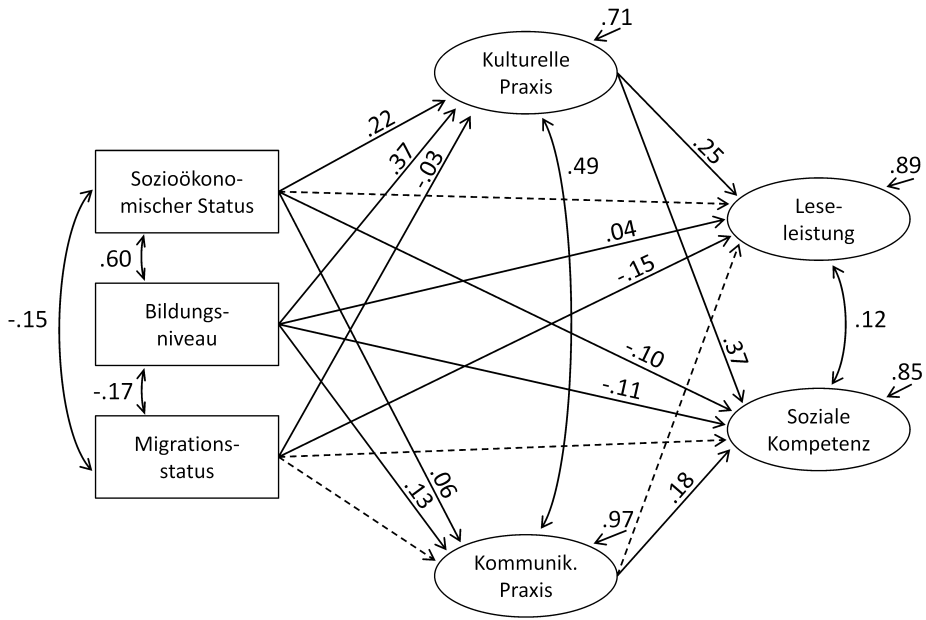 .71
Kulturelle
Praxis
.22
.37
-.03
.49
.25
.89
Sozioökono-
mischer Status
Lese-
leistung
.60
.04
-.15
Bildungs-
niveau
-.15
.12
-.10
.37
-.17
-.11
.85
Migrations-
status
Soziale
Kompetenz
.13
.06
.18
.97
Kommunik.
Praxis